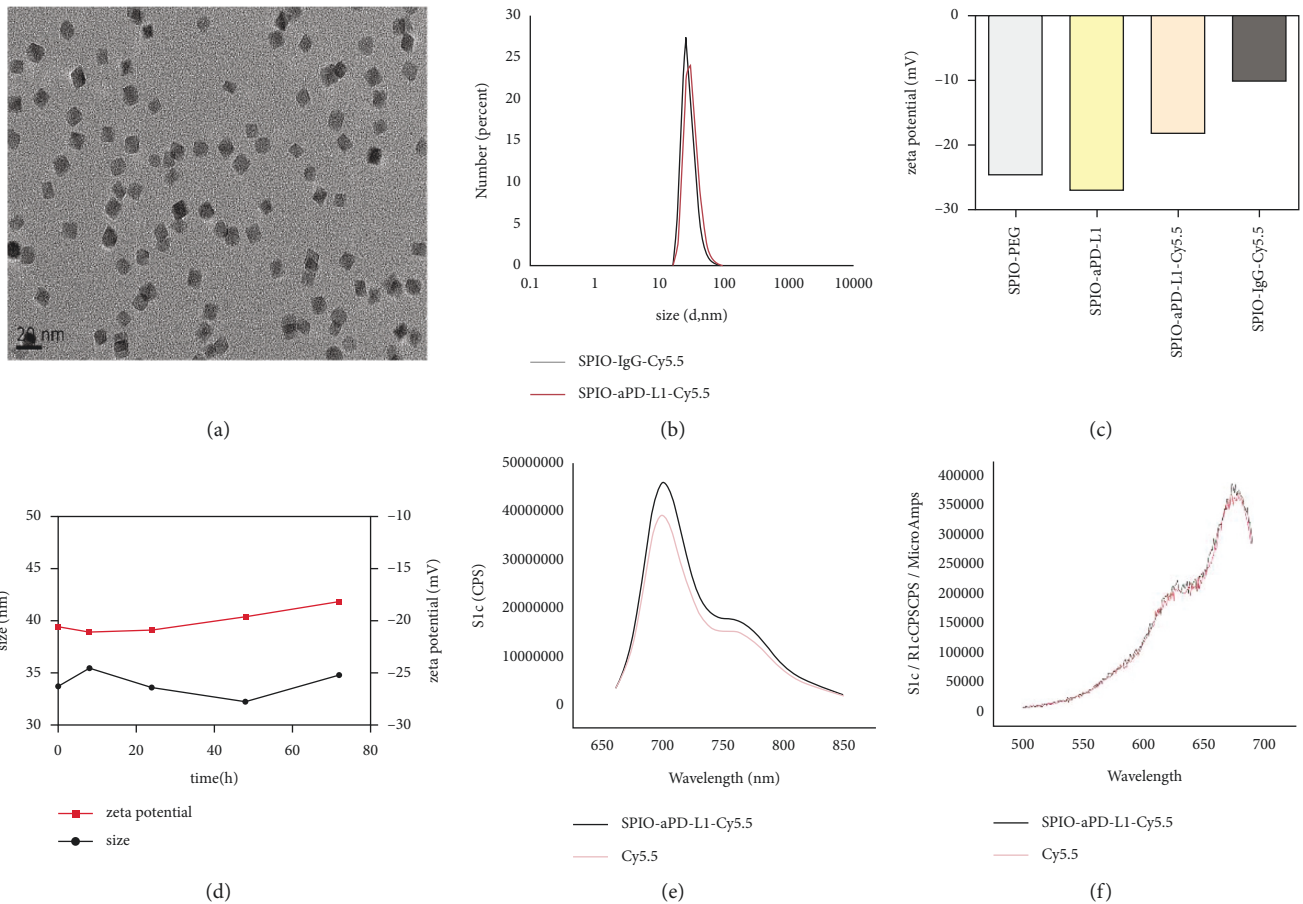 20 nm
(a)
30
25
20
15
10
5
0
Number (percent)
0.1
1
10
100
1000
10000
size (d,nm)
SPIO-IgG-Cy5.5
SPIO-aPD-L1-Cy5.5
(b)
0
−10
−20
−30
zeta potential (mV)
SPIO-PEG
SPIO-aPD-L1
SPIO-aPD-L1-Cy5.5
SPIO-IgG-Cy5.5
(c)
50
45
40
35
30
size (nm)
−10
−15
−20
−25
−30
zeta potential (mV)
0
20
40
60
80
time(h)
zeta potential
size
(d)
50000000
40000000
30000000
20000000
10000000
0
S1c (CPS)
650
700
750
800
850
Wavelength (nm)
SPIO-aPD-L1-Cy5.5
Cy5.5
(e)
400000
350000
300000
250000
200000
150000
100000
50000
0
S1c / R1cCPSCPS / MicroAmps
500
550
600
650
700
Wavelength
SPIO-aPD-L1-Cy5.5
Cy5.5
(f)